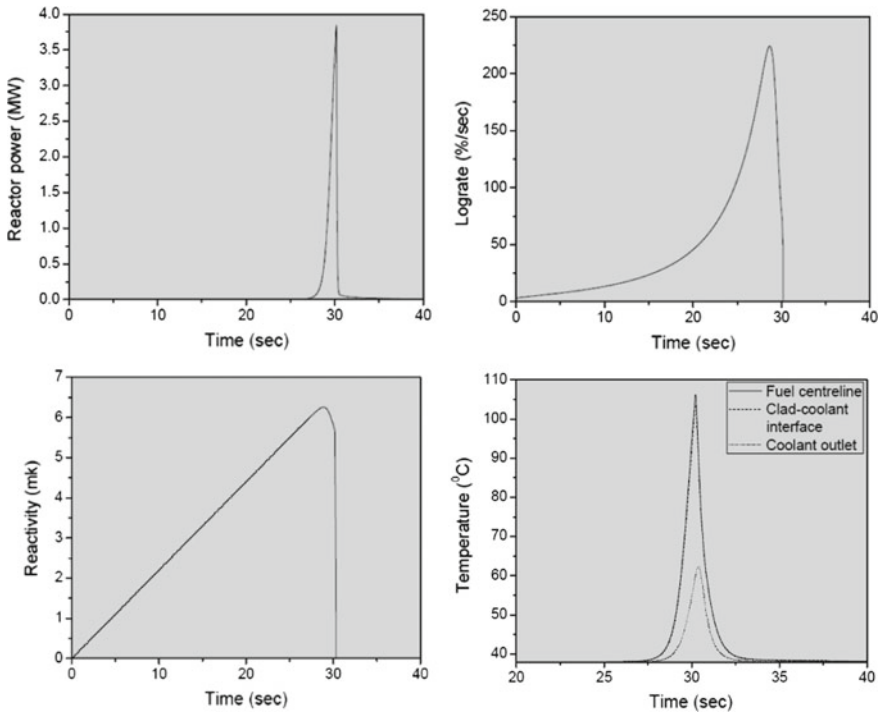 Reactor power (MW)
4.0
3.5
3.0
2.5
2.0
1.5
1.0
0.5
0.0
0 10 20 30 40
Time (sec)
Lograte (%/sec)
250
200
150
100
50
0
0 10 20 30 40
Time (sec)
Reactivity (mk)
7
6
5
4
3
2
1
0
0 10 20 30 40
Time (sec)
Temperature (⁰C)
110
100
90
80
70
60
50
40
20 25 30 35 40
Time (sec)
Fuel centreline
Clad-coolant
interface
Coolant outlet